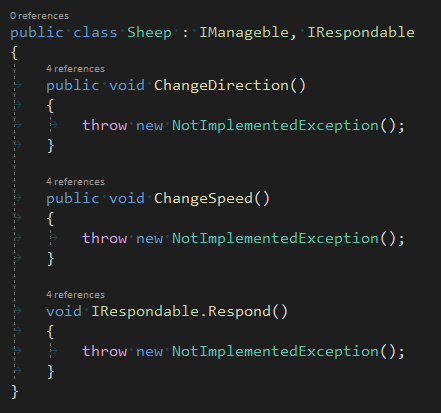 0 references
public class Sheep : IManageble, IRespondable
{
4 references
public void ChangeDirection()
{
throw new NotImplementedException();
}
4 references
public void ChangeSpeed()
{
throw new NotImplementedException();
}
4 references
void IRespondable.Respond()
{
throw new NotImplementedException();
}
}